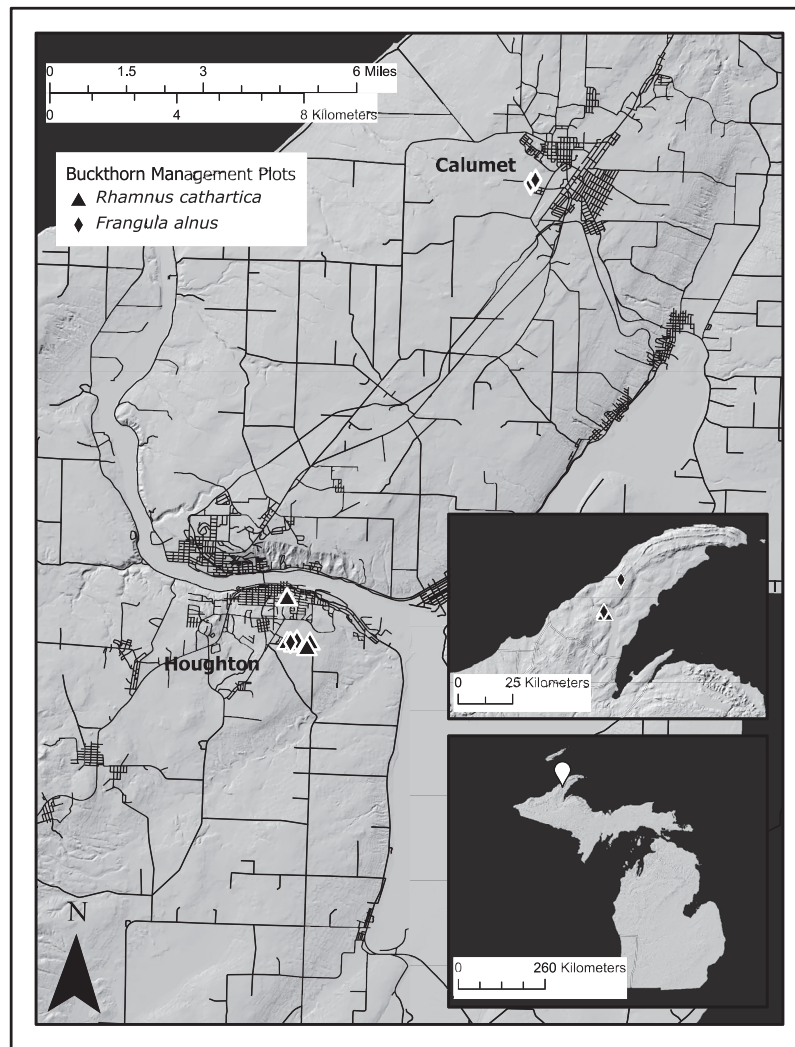 0 1.5 3 6 Miles
0 4 8 Kilometers
Buckthorn Management Plots
Rhamnus cathartica
Frangula alnus
Calumet
Houghton
0 25 Kilometers
N
0 260 Kilometers